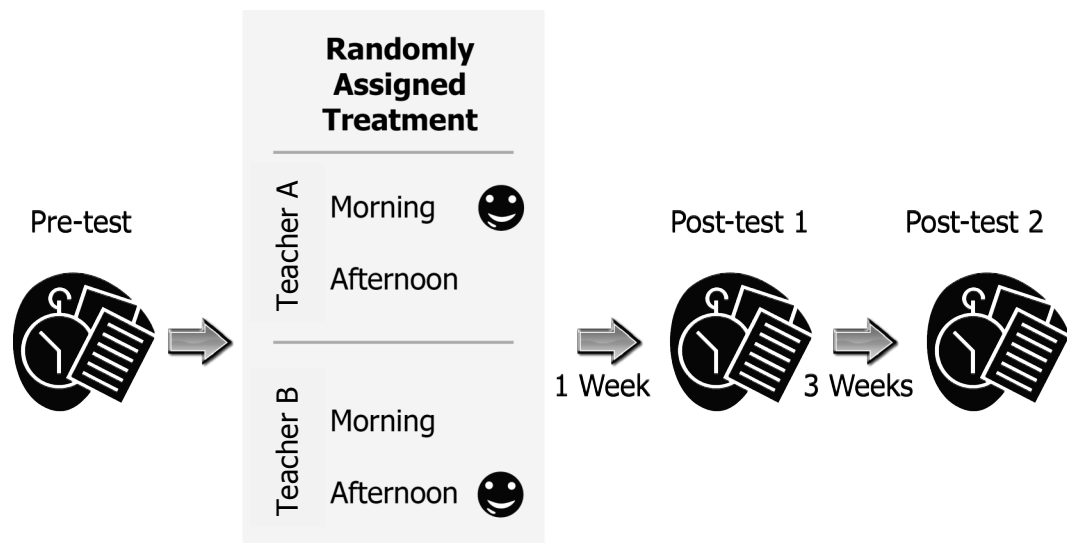 Pre-test
Randomly
Assigned
Treatment
Teacher A
Morning
Afternoon
Teacher B
Morning
Afternoon
1 Week
Post-test 1
3 Weeks
Post-test 2